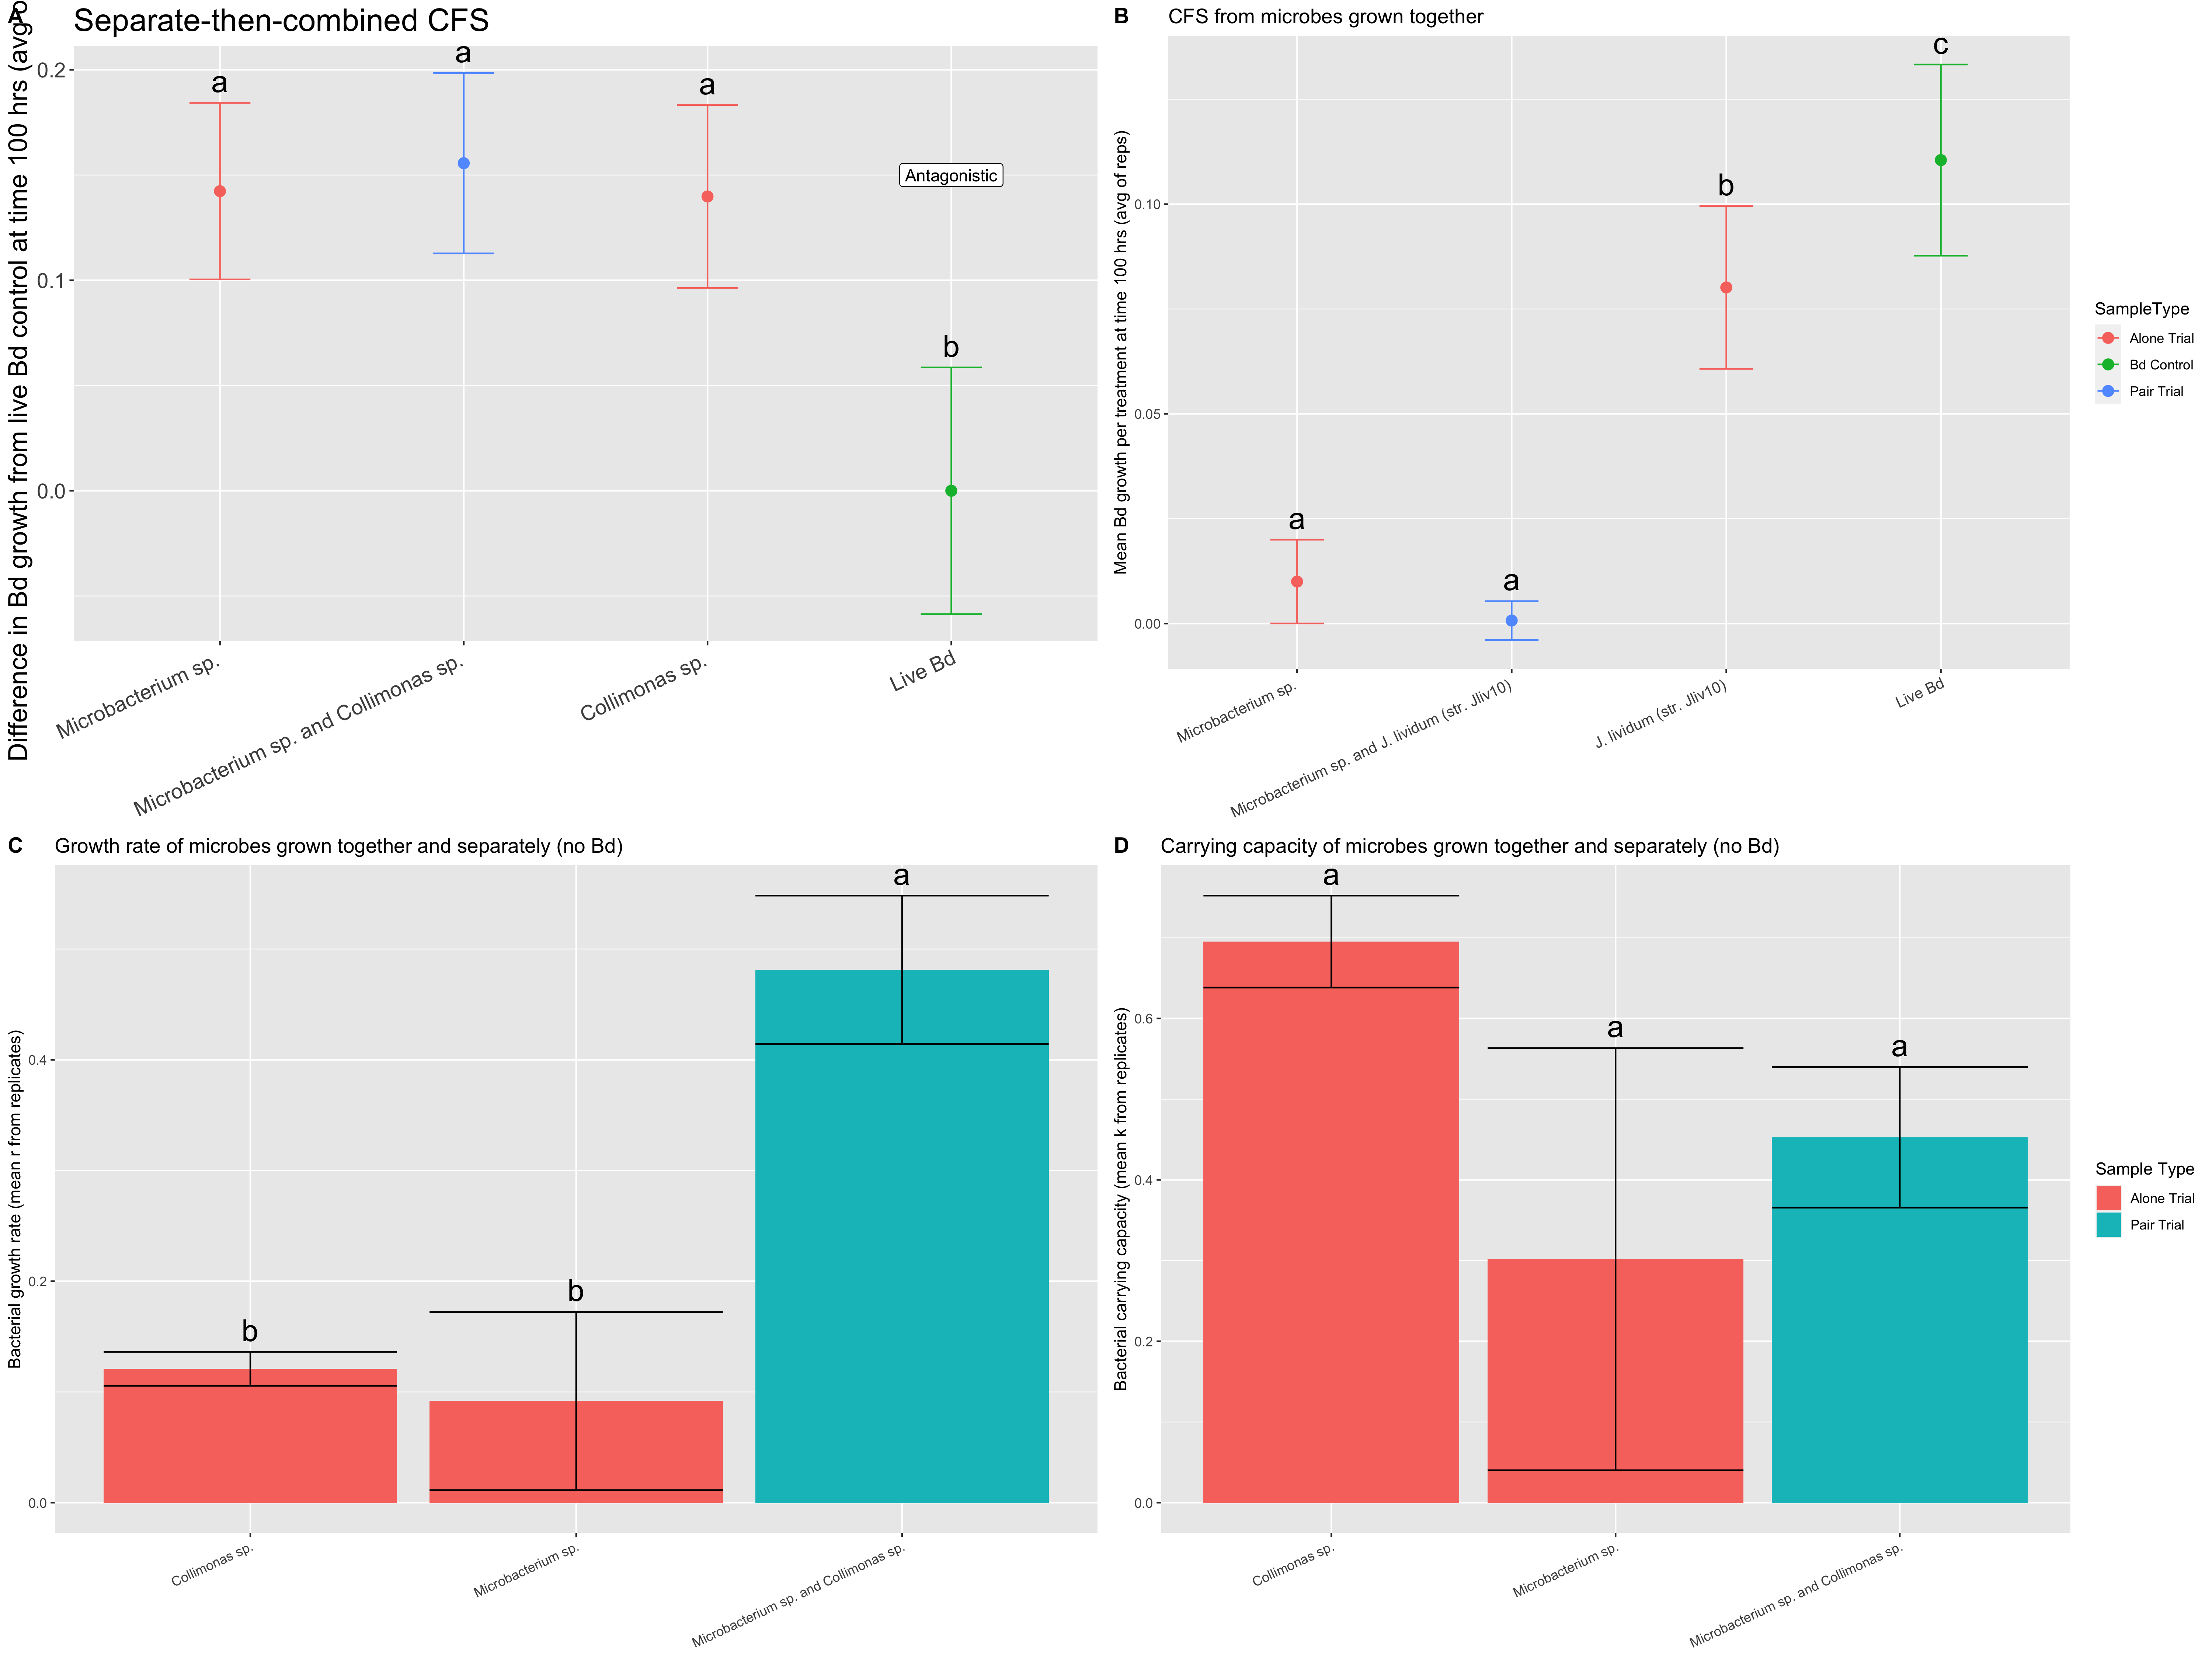 A
Separate-then-combined CFS
Difference in Bd growth from live Bd control at time 100 hrs (avg o
0.2
0.1
0.0
a
a
a
b
Antagonistic
Microbacterium sp.
Microbacterium sp. and Collimonas sp.
Collimonas sp.
Live Bd
B
CFS from microbes grown together
Mean Bd growth per treatment at time 100 hrs (avg of reps)
0.10
0.05
0.00
a
a
b
c
Microbacterium sp.
Microbacterium sp. and J. lividum (str. Jliv10)
J. lividum (str. Jliv10)
Live Bd
SampleType
Alone Trial
Bd Control
Pair Trial
C
Growth rate of microbes grown together and separately (no Bd)
Bacterial growth rate (mean r from replicates)
0.4
0.2
0.0
b
b
a
Collimonas sp.
Microbacterium sp.
Microbacterium sp. and Collimonas sp.
D
Carrying capacity of microbes grown together and separately (no Bd)
Bacterial carrying capacity (mean k from replicates)
0.6
0.4
0.2
0.0
a
a
a
Collimonas sp.
Microbacterium sp.
Microbacterium sp. and Collimonas sp.
Sample Type
Alone Trial
Pair Trial